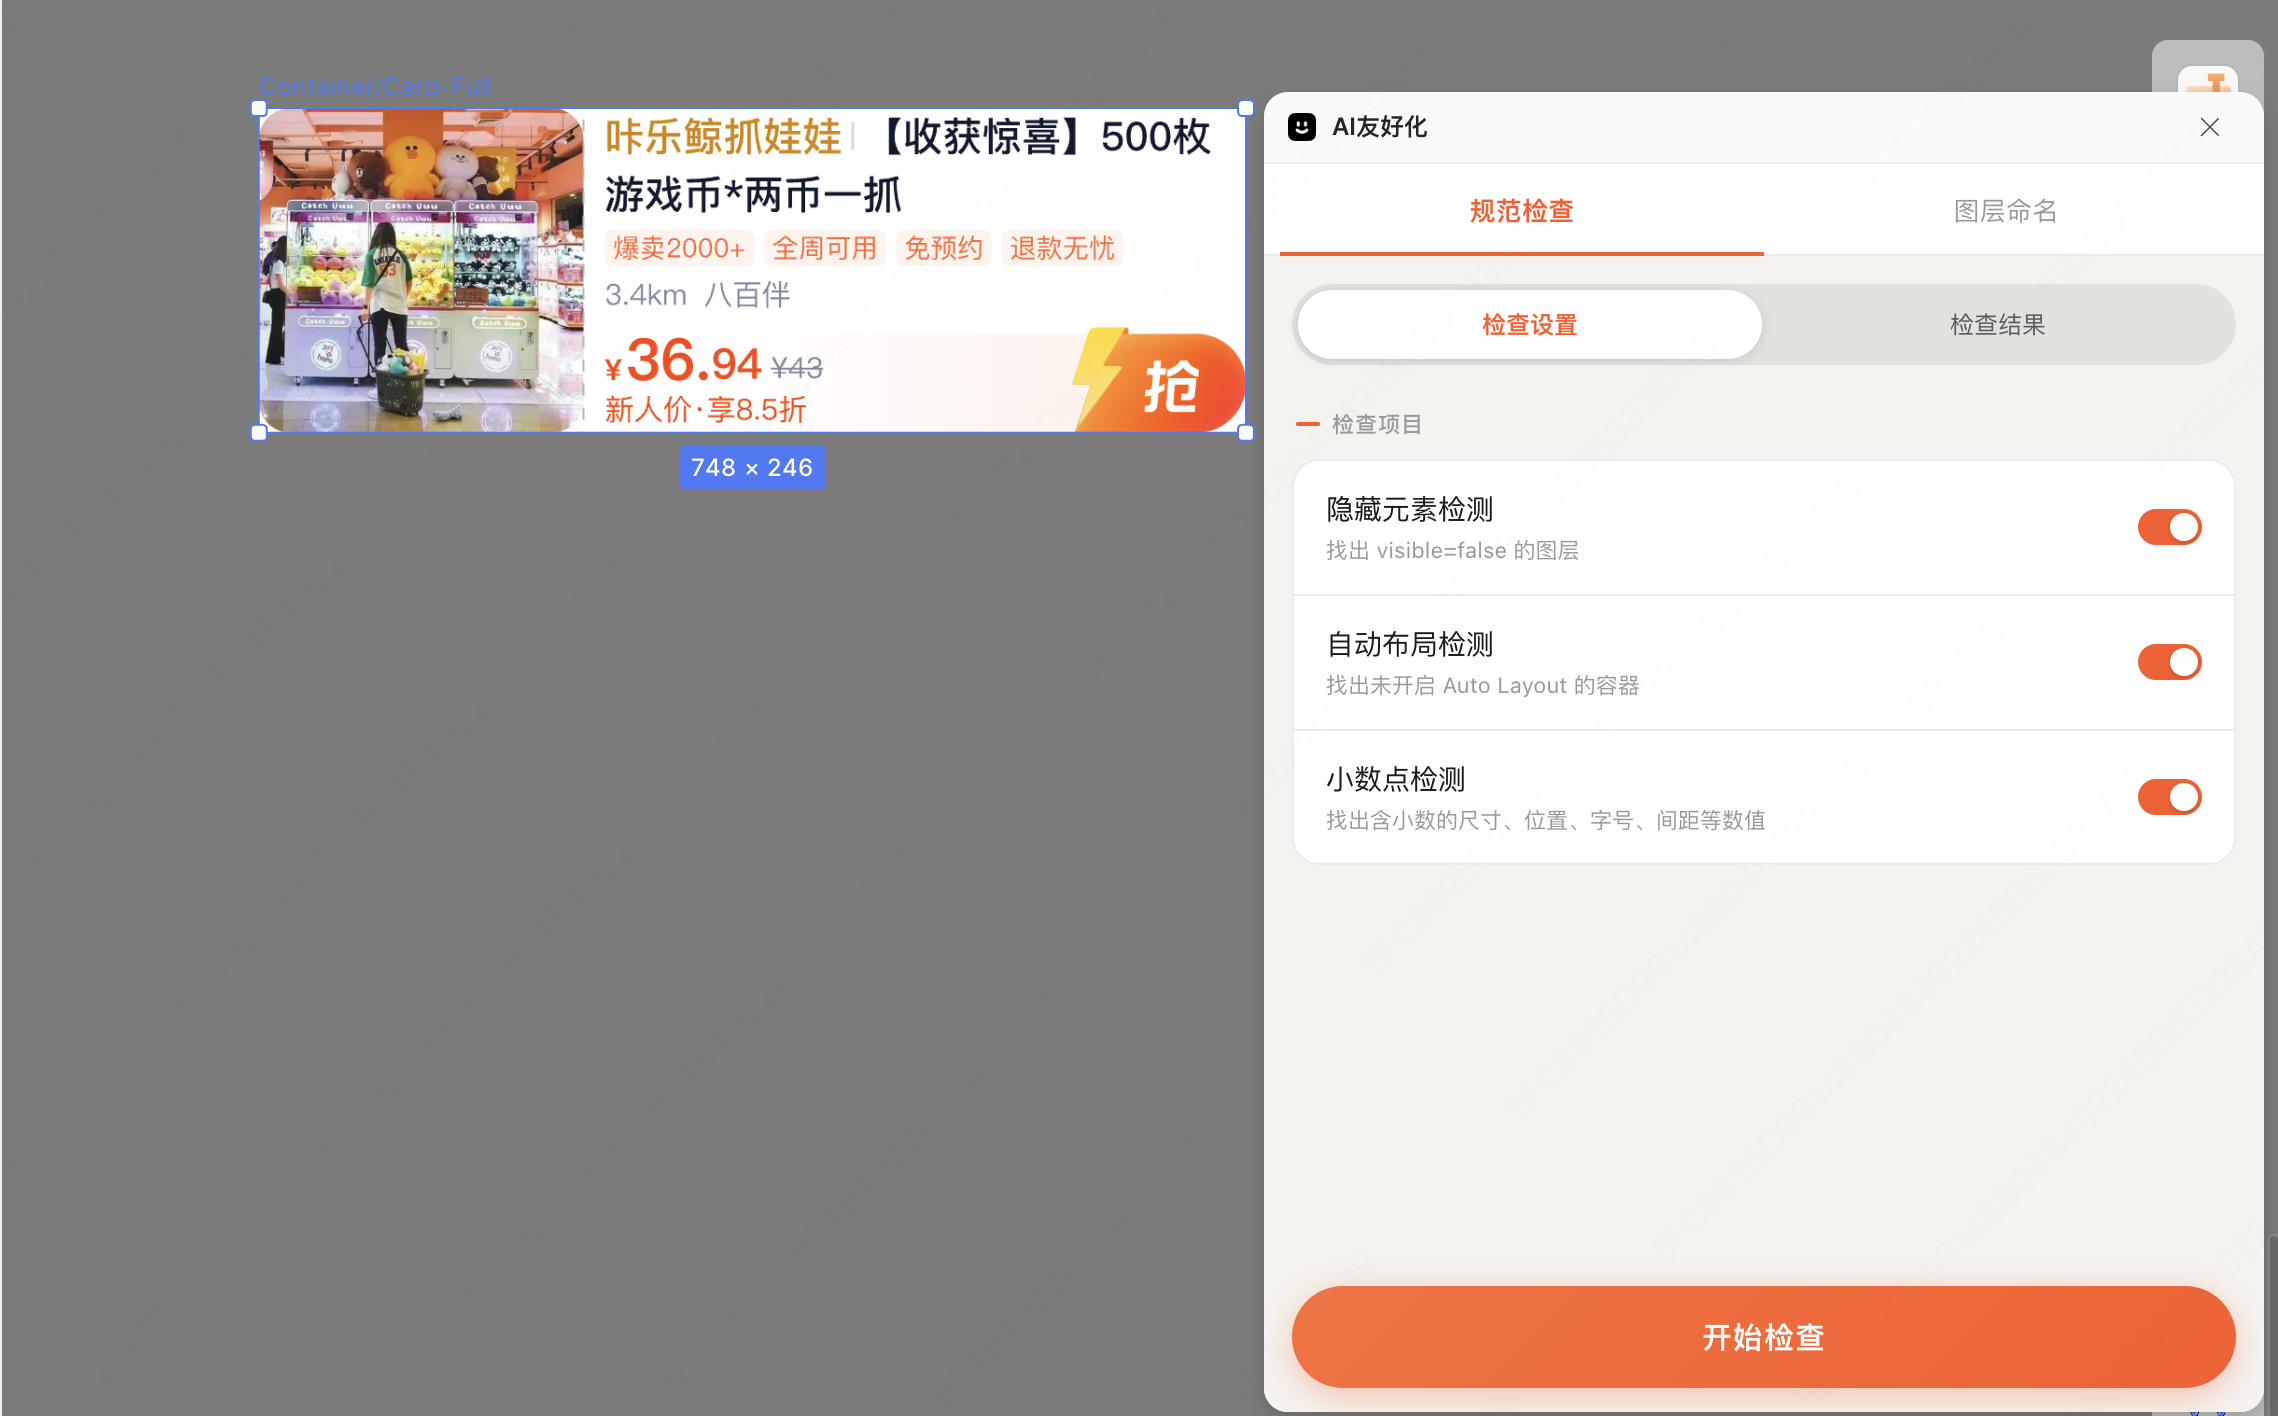 Container/Card-Full
咔乐鲸抓娃娃 【收获惊喜】500枚
游戏币*两币一抓
爆卖2000+ 全周可用 免预约 退款无忧
3.4km 八百伴
¥36.94 ¥43
新人价·享8.5折
抢
748 × 246
Catch Uuu Catch Uuu Catch Uuu
AI友好化
规范检查 图层命名
检查设置 检查结果
检查项目
隐藏元素检测
找出 visible=false 的图层
自动布局检测
找出未开启 Auto Layout 的容器
小数点检测
找出含小数的尺寸、位置、字号、间距等数值
开始检查